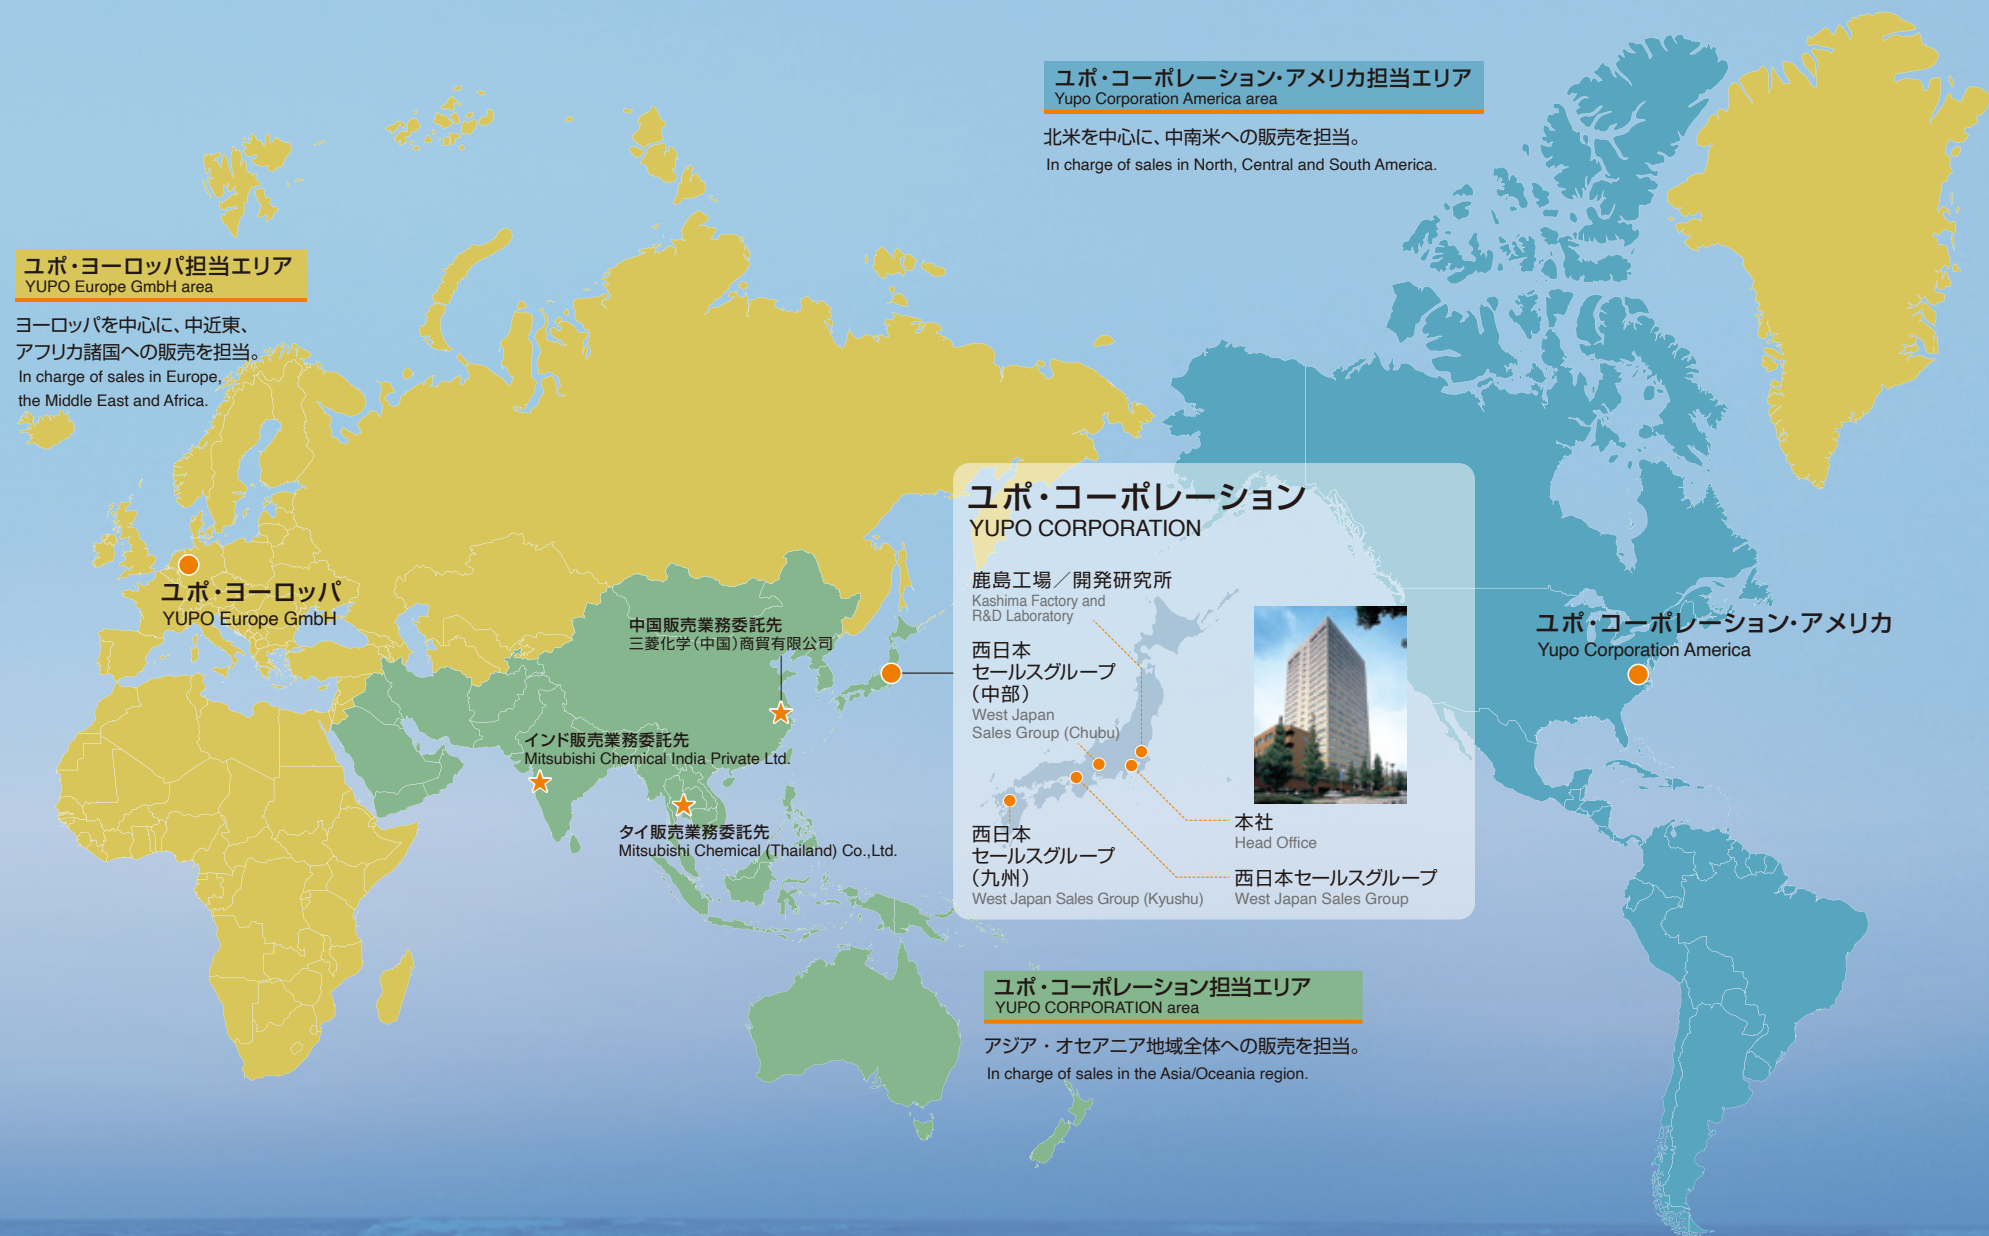 ユポ・コーポレーション・アメリカ担当エリア
Yupo Corporation America area
北米を中心に、中南米への販売を担当。
In charge of sales in North, Central and South America.
ユポ・ヨーロッパ担当エリア
YUPO Europe GmbH area
ヨーロッパを中心に、中近東、
アフリカ諸国への販売を担当。
In charge of sales in Europe,
the Middle East and Africa.
ユポ・ヨーロッパ
YUPO Europe GmbH
中国販売業務委託先
三菱化学（中国）商貿有限公司
インド販売業務委託先
Mitsubishi Chemical India Private Ltd.
タイ販売業務委託先
Mitsubishi Chemical (Thailand) Co.,Ltd.
ユポ・コーポレーション
YUPO CORPORATION
鹿島工場／開発研究所
Kashima Factory and
R&D Laboratory
西日本
セールスグループ
（中部）
West Japan
Sales Group (Chubu)
西日本
セールスグループ
（九州）
West Japan Sales Group (Kyushu)
本社
Head Office
西日本セールスグループ
West Japan Sales Group
ユポ・コーポレーション・アメリカ
Yupo Corporation America
ユポ・コーポレーション担当エリア
YUPO CORPORATION area
アジア・オセアニア地域全体への販売を担当。
In charge of sales in the Asia/Oceania region.